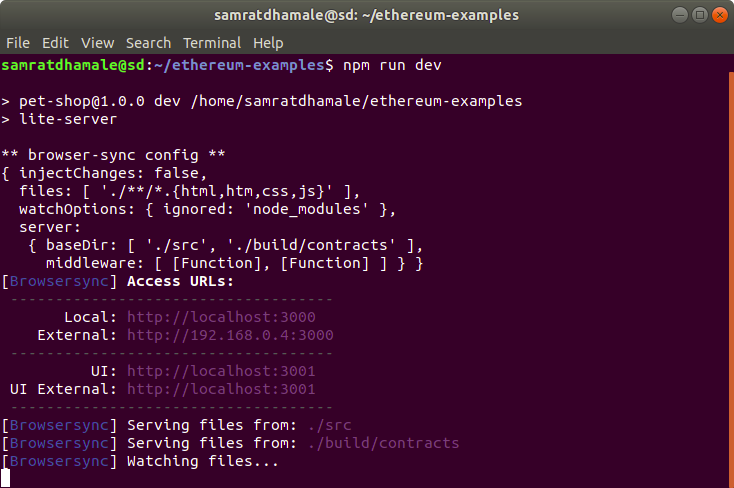 samratdhamale@sd: ~/ethereum-examples
File Edit View Search Terminal Help
samratdhamale@sd:~/ethereum-examples$ npm run dev
> pet-shop@1.0.0 dev /home/samratdhamale/ethereum-examples
> lite-server
** browser-sync config **
{ injectChanges: false,
  files: [ './**/*.{html,htm,css,js}' ],
  watchOptions: { ignored: 'node_modules' },
  server:
   { baseDir: [ './src', './build/contracts' ],
     middleware: [ [Function], [Function] ] } }
[Browsersync] Access URLs:
 ------------------------------------
       Local: http://localhost:3000
    External: http://192.168.0.4:3000
 ------------------------------------
          UI: http://localhost:3001
 UI External: http://localhost:3001
 ------------------------------------
[Browsersync] Serving files from: ./src
[Browsersync] Serving files from: ./build/contracts
[Browsersync] Watching files...